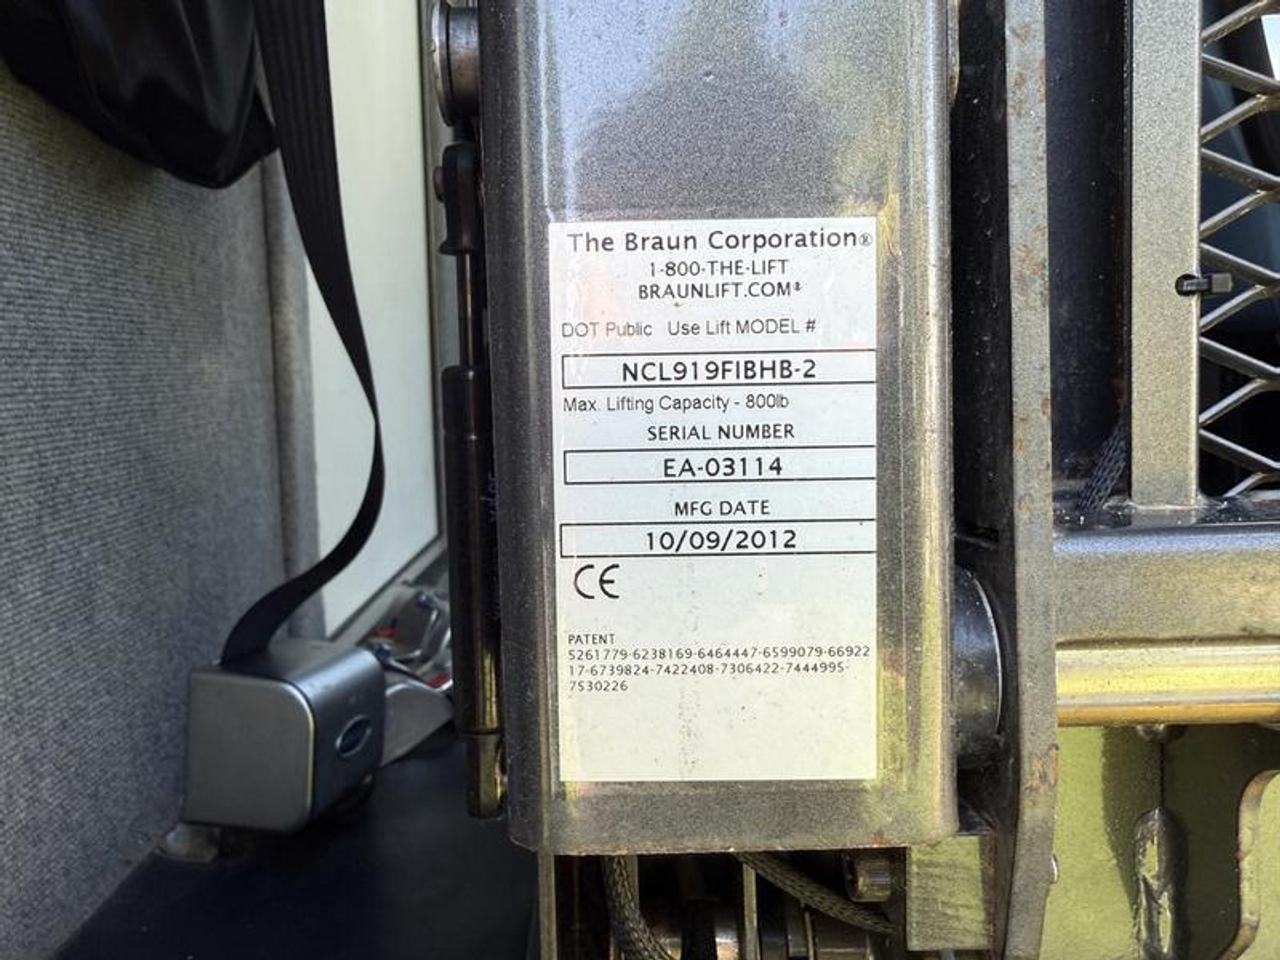 The Braun Corporation®
1-800-THE-LIFT
BRAUNLIFT.COM®
DOT Public Use Lift MODEL #
NCL919FIBHB-2
Max. Lifting Capacity - 800lb
SERIAL NUMBER
EA-03114
MFG DATE
10/09/2012
CE
PATENT
5261779-6238169-6464447-6599079-66922
17-6739824-7422408-7306422-7444995-
7530226